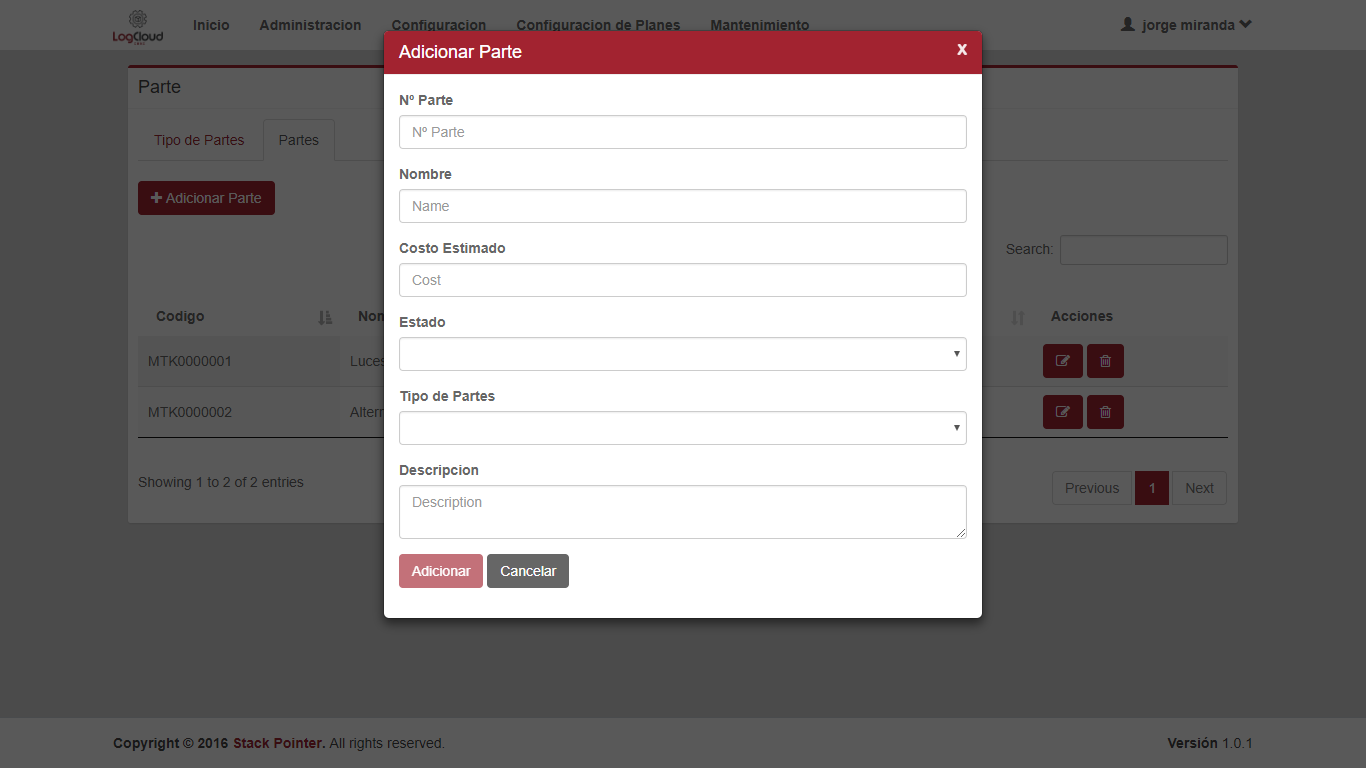 LogCloud
Inicio Administracion Configuracion Configuracion de Planes Mantenimiento jorge miranda
Adicionar Parte x
Parte
Tipo de Partes Partes
Adicionar Parte
Search:
Codigo Non Acciones
MTK0000001 Luces
MTK0000002 Altern
Showing 1 to 2 of 2 entries
Previous 1 Next
Nº Parte
Nº Parte
Nombre
Name
Costo Estimado
Cost
Estado
Tipo de Partes
Descripcion
Description
Adicionar Cancelar
Copyright © 2016 Stack Pointer. All rights reserved.
Versión 1.0.1